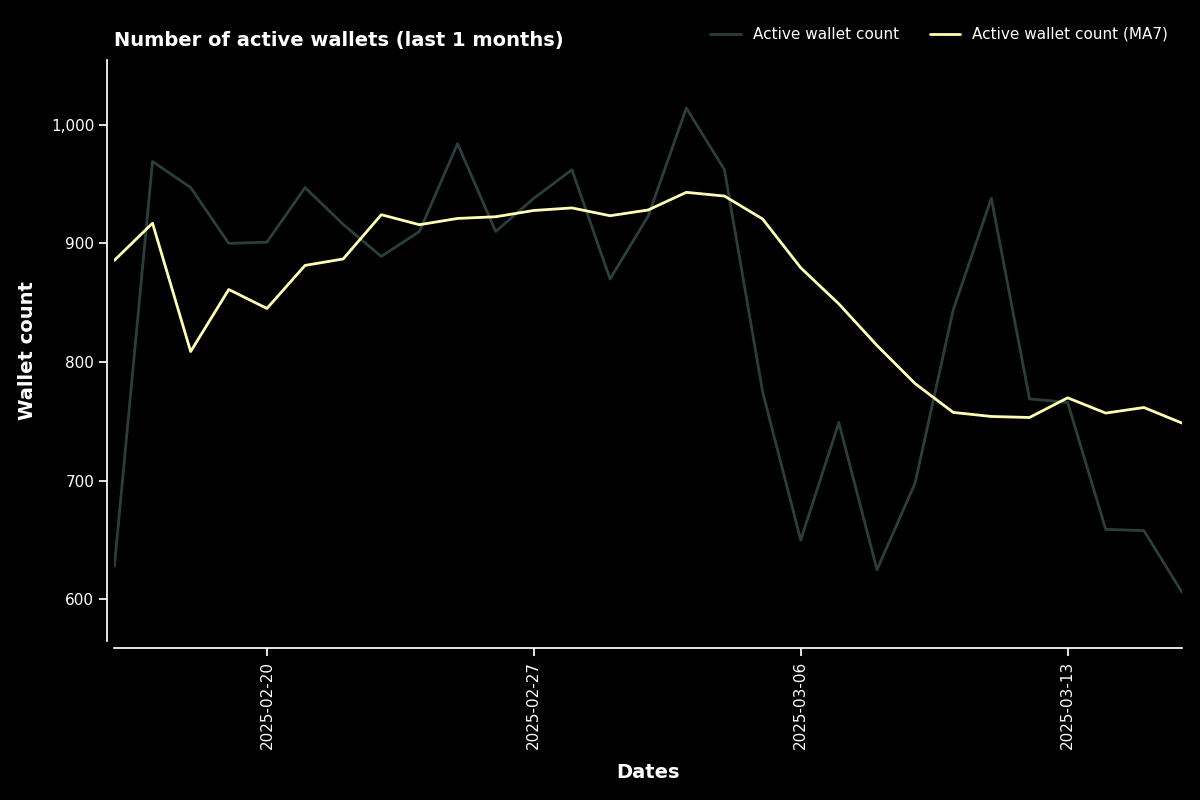 Number of active wallets (last 1 months)
Active wallet count
Active wallet count (MA7)
Wallet count
1,000
900
800
700
600
2025-02-20
2025-02-27
2025-03-06
2025-03-13
Dates